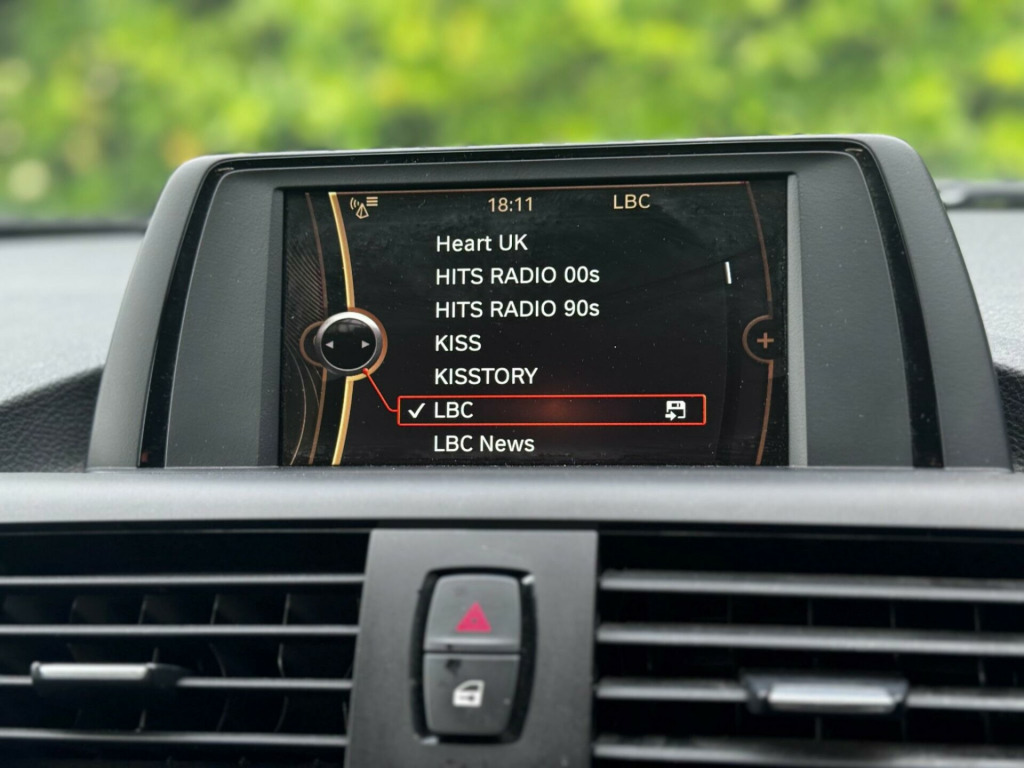 18:11 LBC
Heart UK
HITS RADIO 00s
HITS RADIO 90s
KISS
KISSTORY
LBC
LBC News